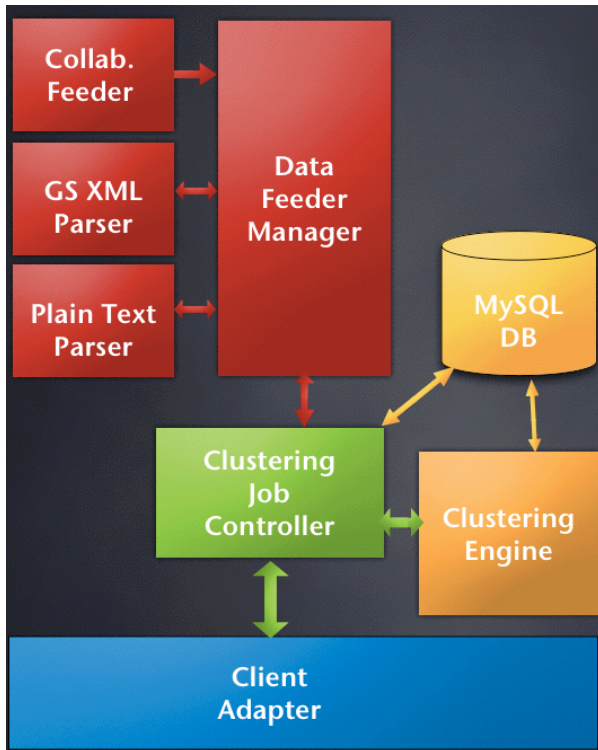 Collab.
Feeder
GS XML
Parser
Plain Text
Parser
Data
Feeder
Manager
MySQL
DB
Clustering
Job
Controller
Clustering
Engine
Client
Adapter